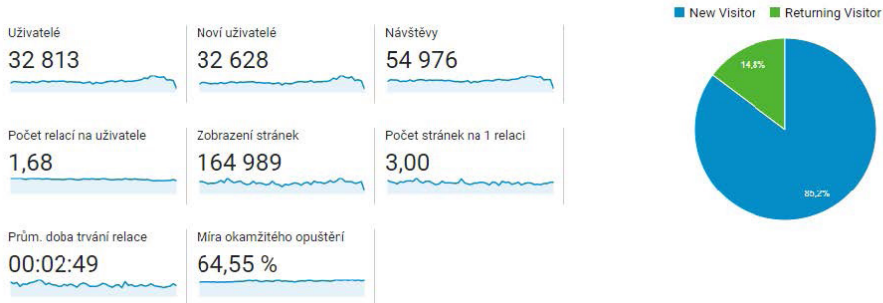 New Visitor Returning Visitor
Uživatelé Noví uživatelé Návštěvy
32 813 32 628 54 976
14,8%
Počet relací na uživatele Zobrazení stránek Počet stránek na 1 relaci
1,68 164 989 3,00
85,2%
Prům. doba trvání relace Míra okamžitého opuštění
00:02:49 64,55 %